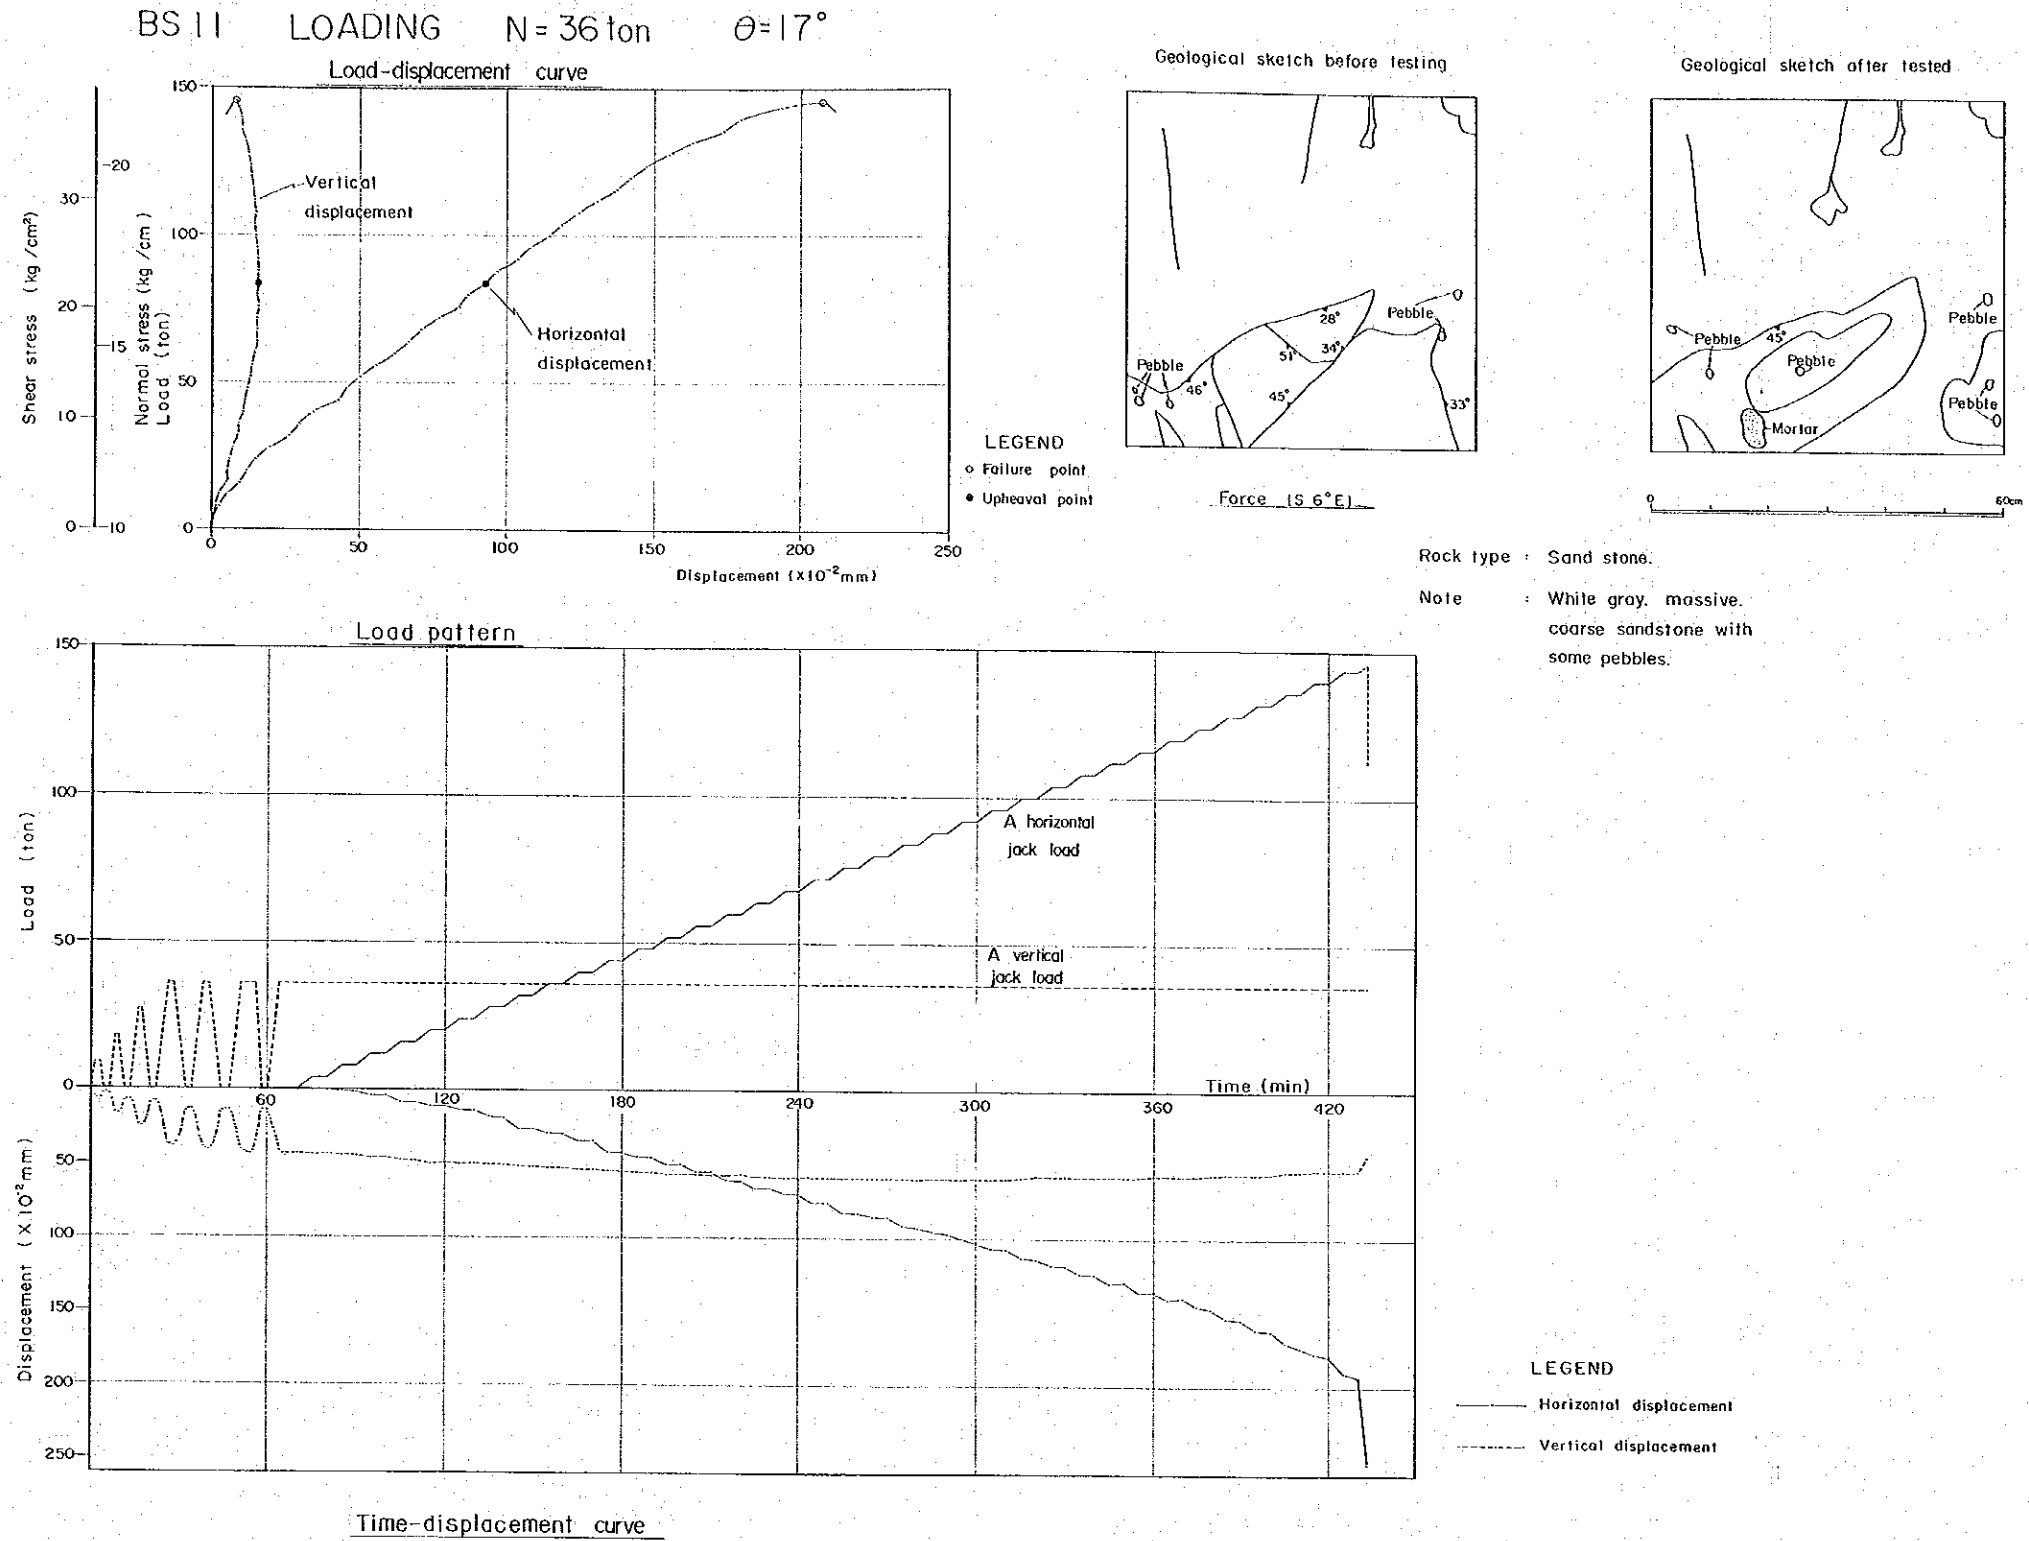 BS 11 LOADING N = 36 ton θ=17°
Load-displacement curve
Shear stress (kg/cm²)
30
20
10
0
Normal stress (kg/cm)
20
15
10
Load (ton)
150
100
50
0
Vertical
displacement
Horizontal
displacement
0 50 100 150 200 250
Displacement (X10⁻²mm)
LEGEND
○ Failure point
● Upheaval point
Geological sketch before testing
28°
Pebble
51°
34°
Pebble
46°
45°
33°
Force (S 6°E)
Geological sketch after tested
Pebble
Pebble
45°
Pebble
Pebble
Mortar
0 60cm
Rock type : Sand stone.
Note : White gray. massive.
coarse sandstone with
some pebbles.
Load pattern
Load (ton)
150
100
50
0
A horizontal
jack load
A vertical
jack load
Time (min)
60 120 180 240 300 360 420
Displacement (X10⁻²mm)
50
100
150
200
250
LEGEND
Horizontal displacement
Vertical displacement
Time-displacement curve